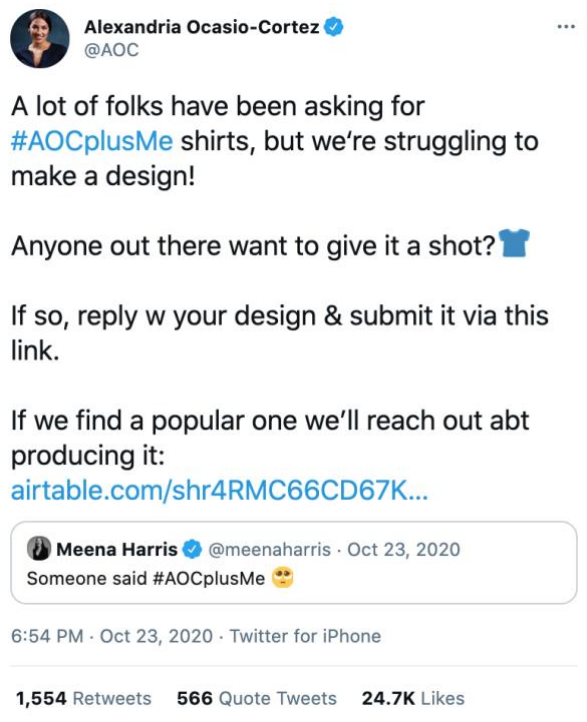 Alexandria Ocasio-Cortez
@AOC
A lot of folks have been asking for
#AOCplusMe shirts, but we're struggling to
make a design!
Anyone out there want to give it a shot?👕
If so, reply w your design & submit it via this
link.
If we find a popular one we'll reach out abt
producing it:
airtable.com/shr4RMC66CD67K...
Meena Harris @meenaharris · Oct 23, 2020
Someone said #AOCplusMe 🥺
6:54 PM · Oct 23, 2020 · Twitter for iPhone
1,554 Retweets 566 Quote Tweets 24.7K Likes